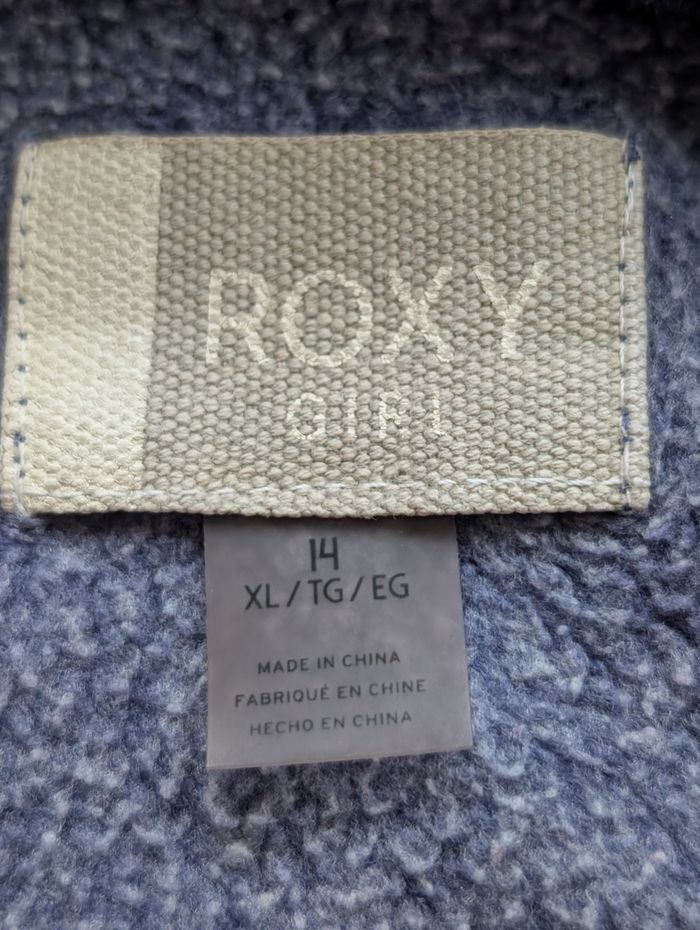 ROXY
GIRL
14
XL/TG/EG
MADE IN CHINA
FABRIQUÉ EN CHINE
HECHO EN CHINA